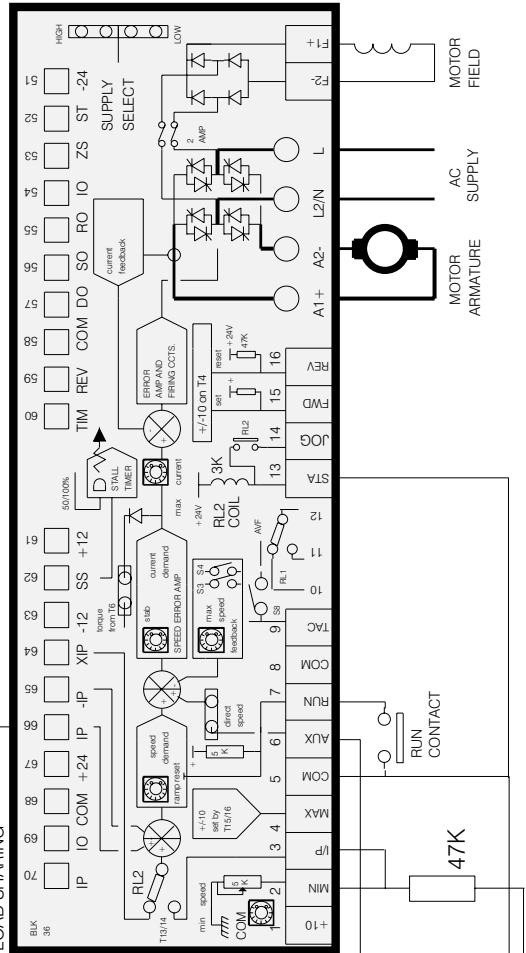 LOAD SHARING
BLK
36
70 69 68 67 66 65 64 63 62 61 60 59 58 57 56 55 54 53 52 51
IP IO COM +24 IP -IP XIP -12 SS +12 TIM REV COM DO SO RO IO ZS ST -24
torque
from T6
50/100%
STALL
TIMER
current
feedback
SUPPLY
SELECT
HIGH
LOW
2
AMP
RL2
T13/14
speed
demand
ramp reset
stab
current
demand
SPEED ERROR AMP
max
current
ERROR
AMP AND
FIRING CCTS.
min speed
5
K
COM
+/-10
set by
T15/16
5
K
direct
speed
max
speed
feedback
S3
S4
S8
AVF
RL1
+24V
RL2
COIL
3K
RL2
+/-10 on T4
set
reset
+24V
47K
1 2 3 4 5 6 7 8 9 10 11 12 13 14 15 16
+10 MIN I/P MAX COM AUX RUN COM TAC STA JOG FWD REV
A1+ A2- L2/N L F2- F1+
47K
RUN
CONTACT
MOTOR
ARMATURE
AC
SUPPLY
MOTOR
FIELD